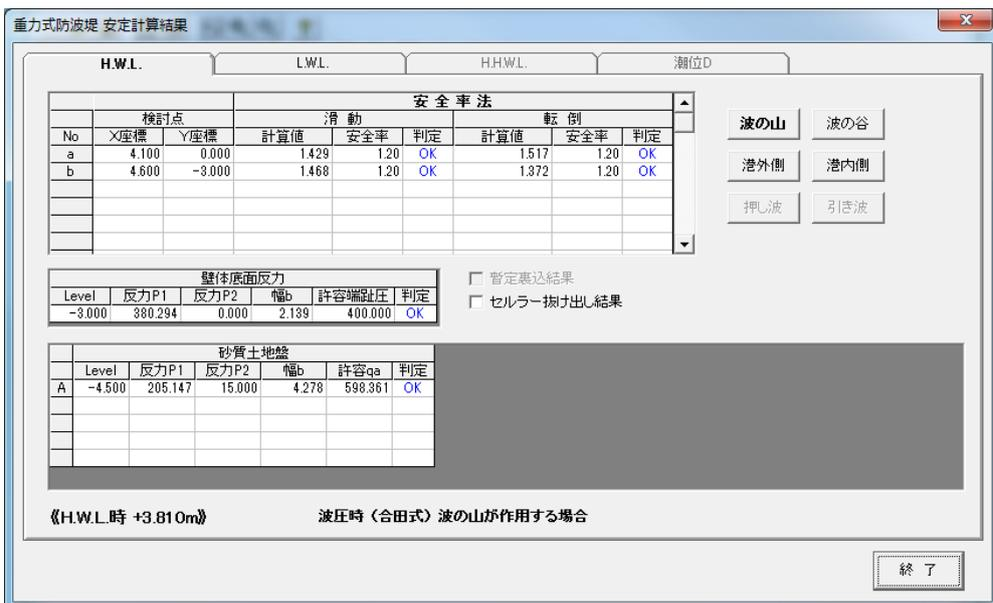 重力式防波堤 安定計算結果
H.W.L. L.W.L. H.H.W.L. 潮位D
安全率法
検討点 滑動 転倒
No X座標 Y座標 計算値 安全率 判定 計算値 安全率 判定
a 4.100 0.000 1.429 1.20 OK 1.517 1.20 OK
b 4.600 -3.000 1.468 1.20 OK 1.372 1.20 OK
波の山 波の谷
港外側 港内側
押し波 引き波
壁体底面反力
Level 反力P1 反力P2 幅b 許容端趾圧 判定
-3.000 380.294 0.000 2.139 400.000 OK
暫定裏込結果
セルラー抜け出し結果
砂質土地盤
Level 反力P1 反力P2 幅b 許容qa 判定
A -4.500 205.147 15.000 4.278 598.361 OK
《H.W.L.時 +3.810m》 波圧時（合田式）波の山が作用する場合
終 了